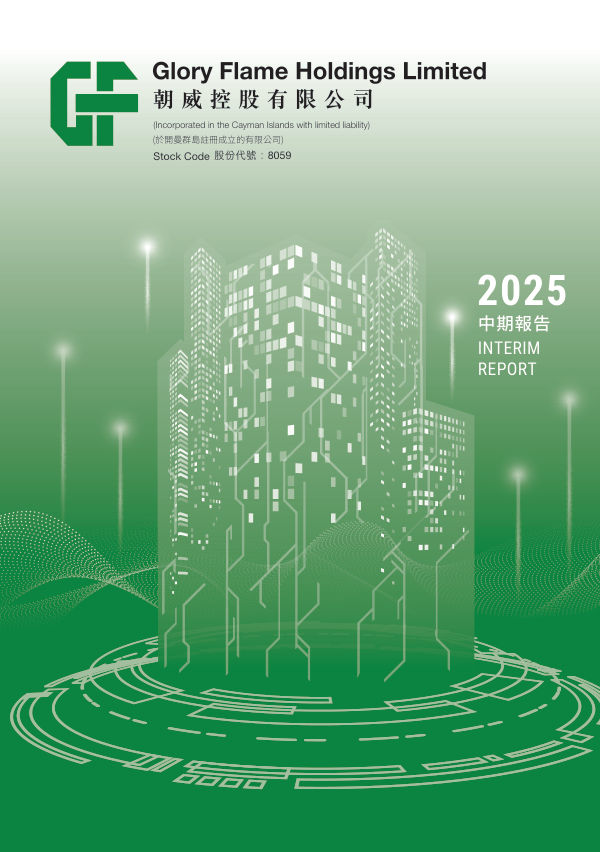 Glory Flame Holdings Limited
朝威控股有限公司
(Incorporated in the Cayman Islands with limited liability)
(於開曼群島註冊成立的有限公司)
Stock Code 股份代號：8059
2025
中期報告
INTERIM
REPORT